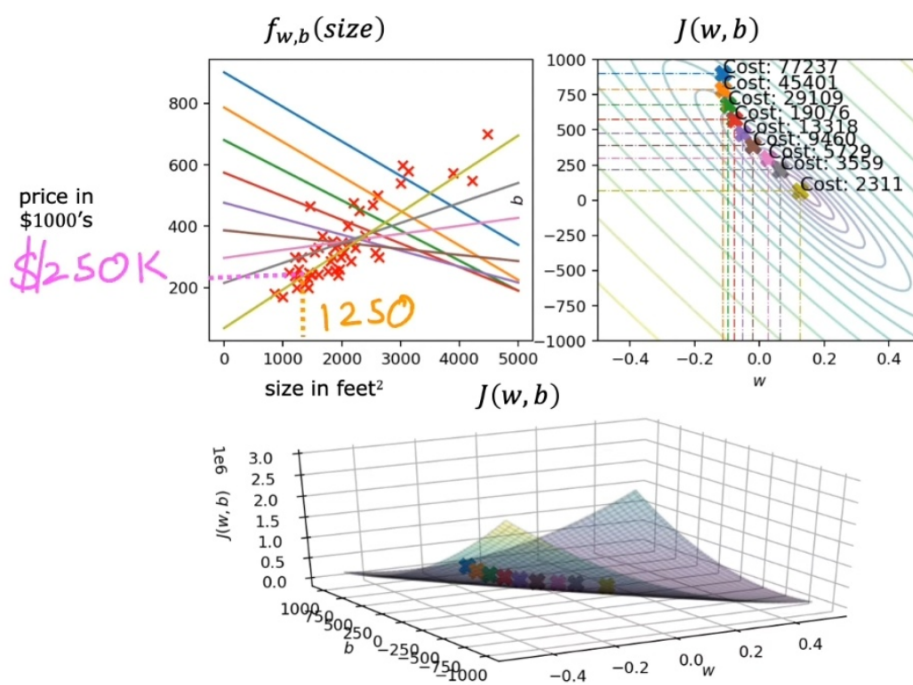 f_{w,b}(size)
J(w,b)
800
600
400
200
price in
$1000's
$250K
1250
0
1000
2000
3000
4000
5000
size in feet²
1000
750
500
250
0
−250
−500
−750
−1000
b
Cost: 77237
Cost: 45401
Cost: 29109
Cost: 19076
Cost: 13318
Cost: 9460
Cost: 5729
Cost: 3559
Cost: 2311
−0.4
−0.2
0.0
0.2
0.4
w
J(w,b)
1e6
J(w,b)
3.0
2.5
2.0
1.5
1.0
0.5
0.0
1000
750
500
250
0
−250
−500
−750
−1000
b
−0.4
−0.2
0.0
0.2
0.4
w